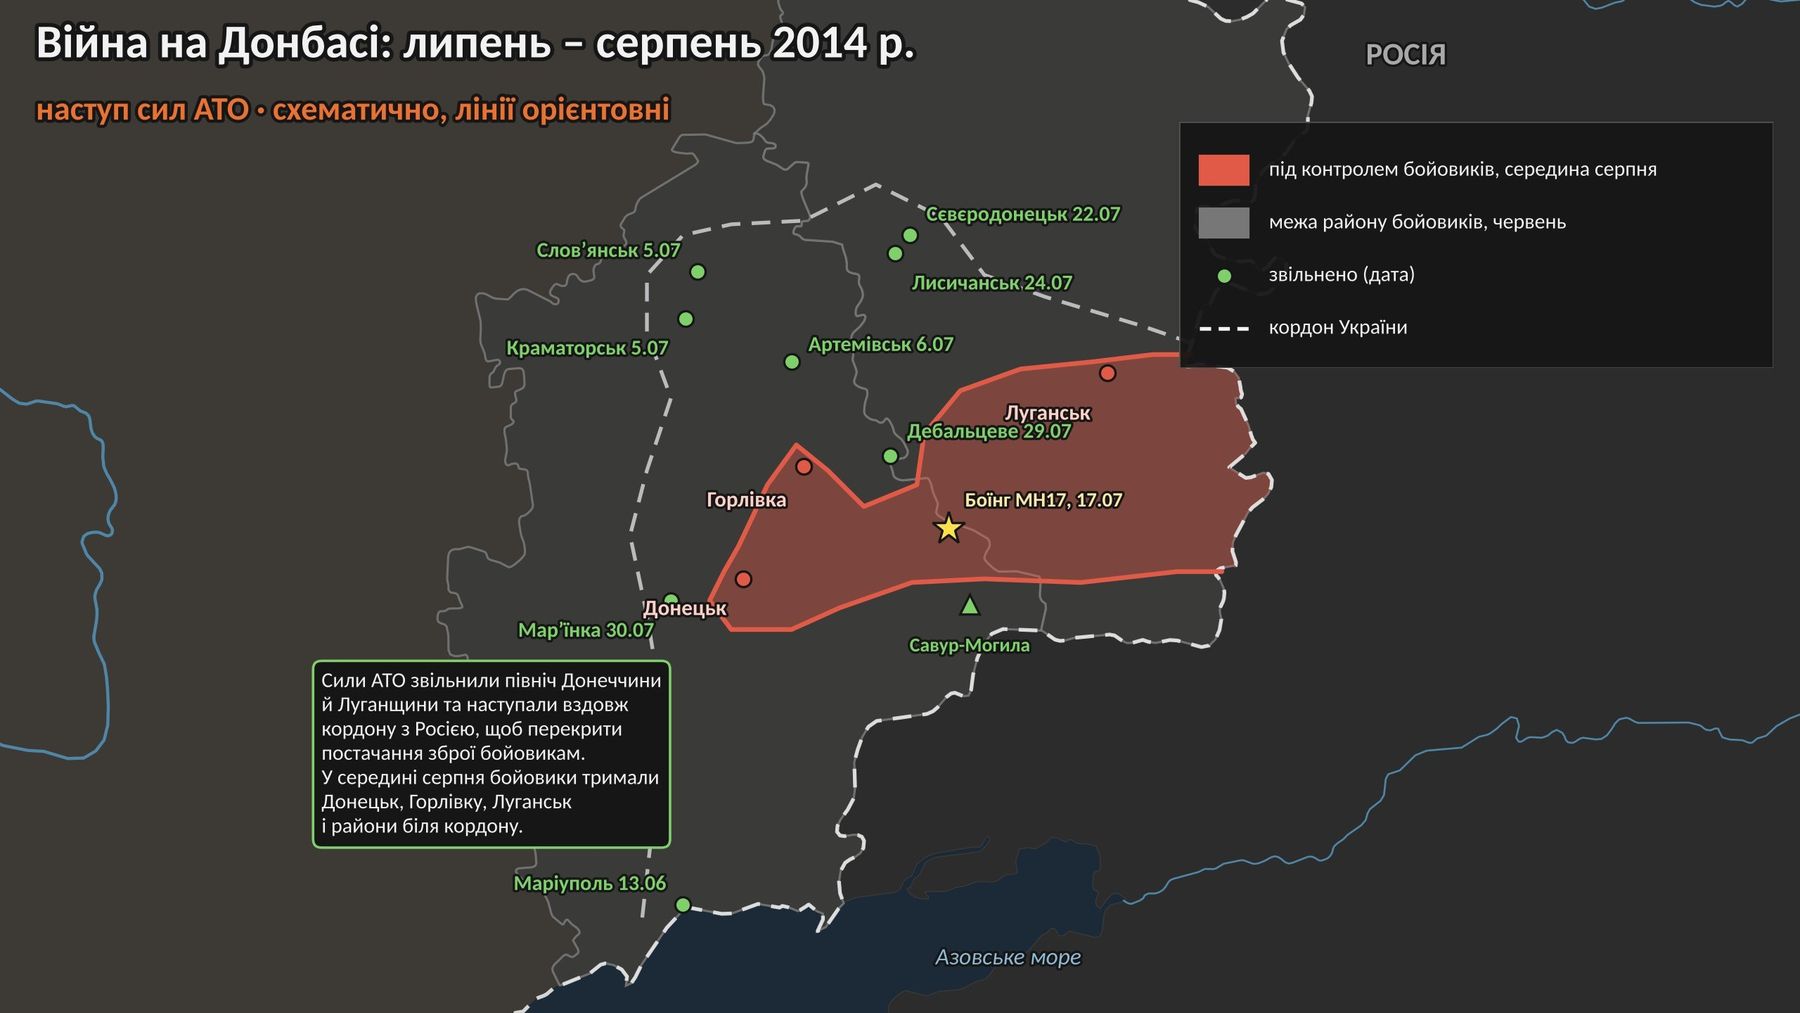 Війна на Донбасі: липень – серпень 2014 р.
наступ сил АТО · схематично, лінії орієнтовні
РОСІЯ
під контролем бойовиків, середина серпня
межа району бойовиків, червень
звільнено (дата)
кордон України
Сєвєродонецьк 22.07
Слов’янськ 5.07
Лисичанськ 24.07
Краматорськ 5.07
Артемівськ 6.07
Луганськ
Дебальцеве 29.07
Горлівка
Боїнг МН17, 17.07
Донецьк
Мар’їнка 30.07
Савур-Могила
Сили АТО звільнили північ Донеччини
й Луганщини та наступали вздовж
кордону з Росією, щоб перекрити
постачання зброї бойовикам.
У середині серпня бойовики тримали
Донецьк, Горлівку, Луганськ
і райони біля кордону.
Маріуполь 13.06
Азовське море